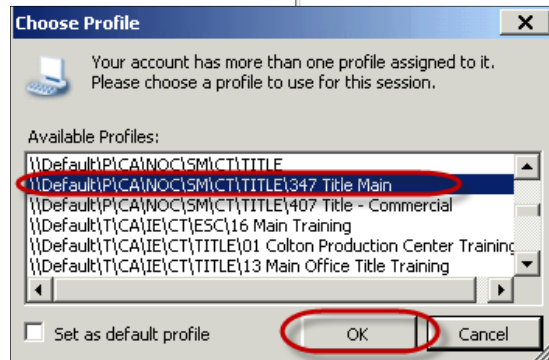 Choose Profile
Your account has more than one profile assigned to it.
Please choose a profile to use for this session.
Available Profiles:
\\Default\P\CA\NOC\SM\CT\TITLE
\\Default\P\CA\NOC\SM\CT\TITLE\347 Title Main
\\Default\P\CA\NOC\SM\CT\TITLE\407 Title - Commercial
\\Default\T\CA\IE\CT\ESC\16 Main Training
\\Default\T\CA\IE\CT\TITLE\01 Colton Production Center Training
\\Default\T\CA\IE\CT\TITLE\13 Main Office Title Training
Set as default profile
OK
Cancel